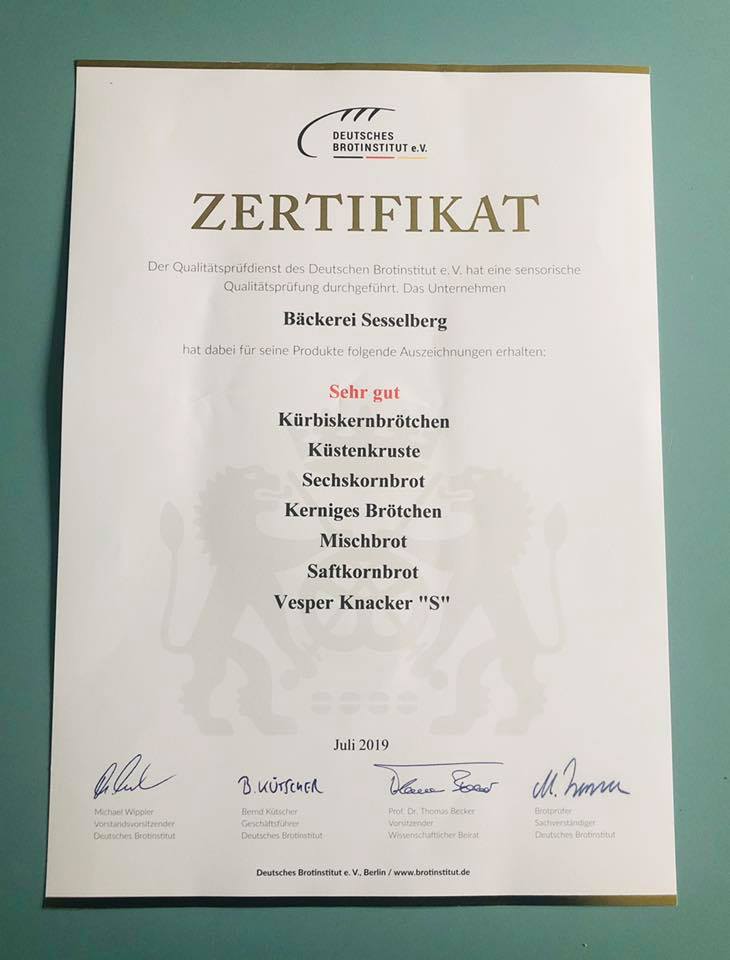 DEUTSCHES
BROTINSTITUT e.V.
ZERTIFIKAT
Der Qualitätsprüfdienst des Deutschen Brotinstitut e. V. hat eine sensorische
Qualitätsprüfung durchgeführt. Das Unternehmen
Bäckerei Sesselberg
hat dabei für seine Produkte folgende Auszeichnungen erhalten:
Sehr gut
Kürbiskernbrötchen
Küstenkruste
Sechskornbrot
Kerniges Brötchen
Mischbrot
Saftkornbrot
Vesper Knacker "S"
Juli 2019
B. KÜTSCHER
Michael Wippler
Vorstandsvorsitzender
Deutsches Brotinstitut
Bernd Kütscher
Geschäftsführer
Deutsches Brotinstitut
Prof. Dr. Thomas Becker
Vorsitzender
Wissenschaftlicher Beirat
Brotprüfer
Sachverständiger
Deutsches Brotinstitut
Deutsches Brotinstitut e. V., Berlin / www.brotinstitut.de